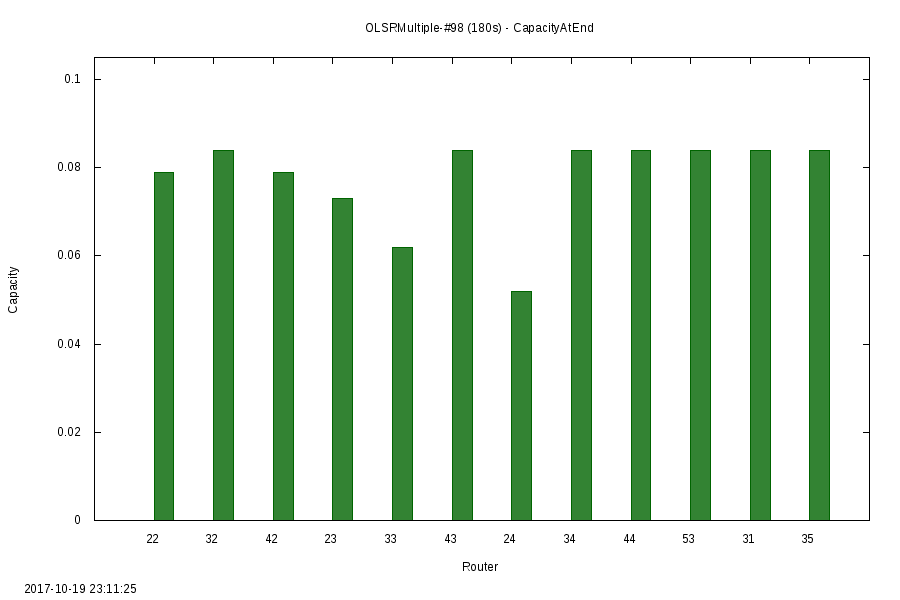 OLSRMultiple-#98 (180s) - CapacityAtEnd
0.1
0.08
0.06
0.04
0.02
0
Capacity
22 32 42 23 33 43 24 34 44 53 31 35
Router
2017-10-19 23:11:25